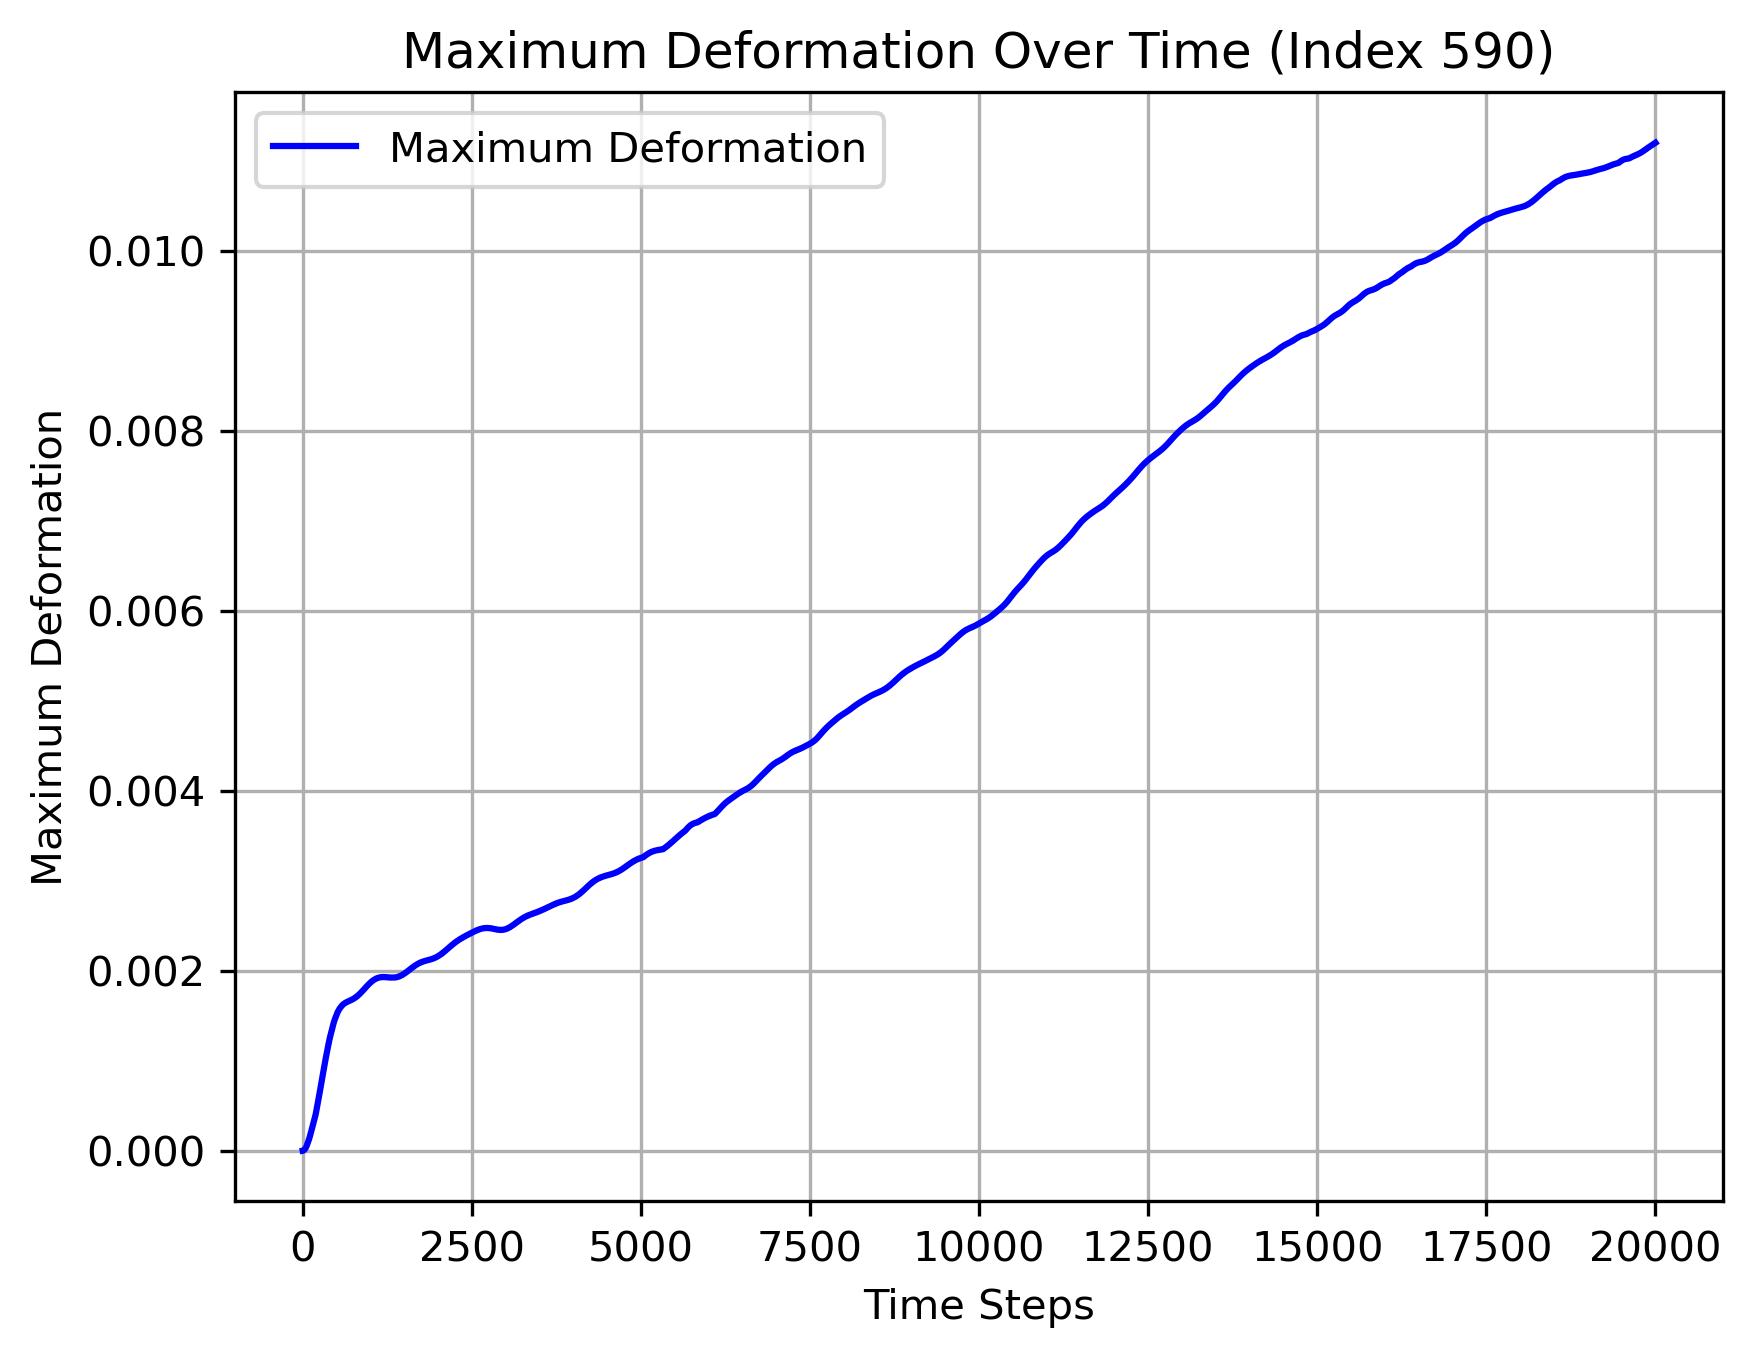 Maximum Deformation Over Time (Index 590)
Maximum Deformation
Maximum Deformation
0.010
0.008
0.006
0.004
0.002
0.000
0 2500 5000 7500 10000 12500 15000 17500 20000
Time Steps